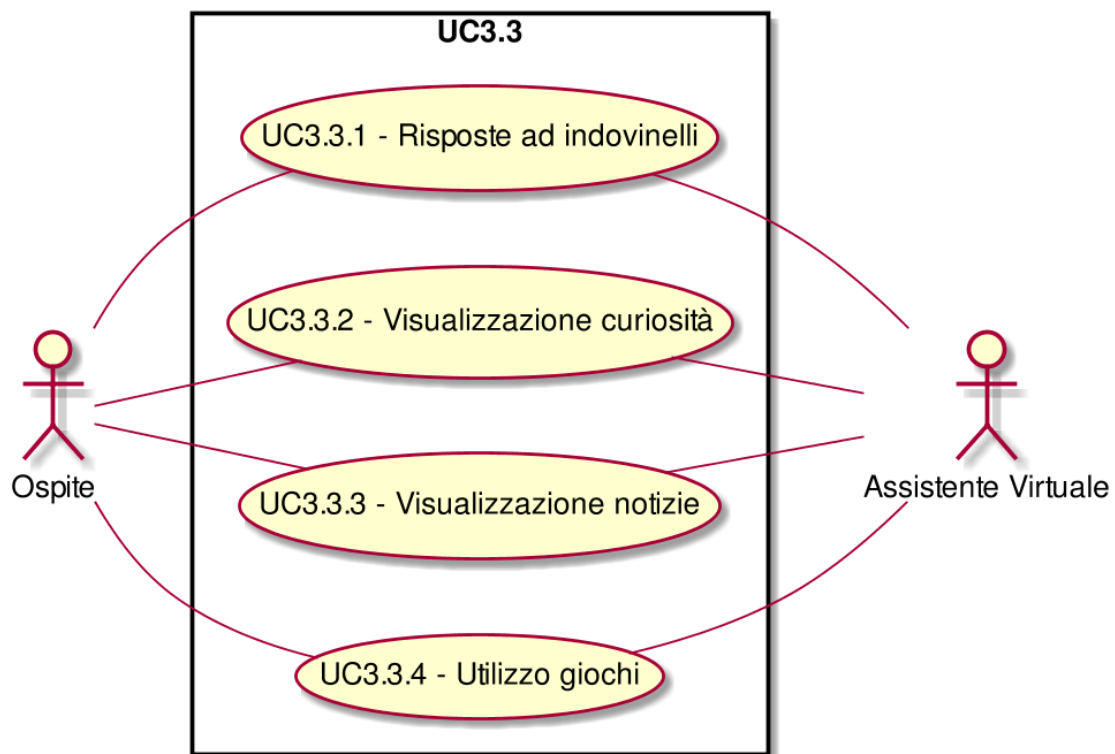 UC3.3
UC3.3.1 - Risposte ad indovinelli
UC3.3.2 - Visualizzazione curiosità
Ospite
Assistente Virtuale
UC3.3.3 - Visualizzazione notizie
UC3.3.4 - Utilizzo giochi